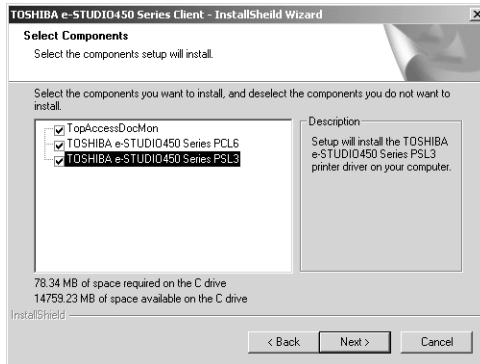 TOSHIBA e-STUDIO450 Series Client - InstallSheild Wizard
Select Components
Select the components setup will install.
Select the components you want to install, and deselect the components you do not want to
install.
TopAccessDocMon
TOSHIBA e-STUDIO450 Series PCL6
TOSHIBA e-STUDIO450 Series PSL3
Description
Setup will install the TOSHIBA
e-STUDIO450 Series PSL3
printer driver on your computer.
78.34 MB of space required on the C drive
14759.23 MB of space available on the C drive
InstallShield
< Back
Next >
Cancel